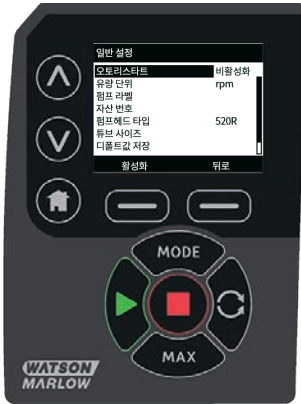 일반 설정
오토리스타트 비활성화
유량 단위 rpm
펌프 라벨
자산 번호
펌프헤드 타입 520R
튜브 사이즈
디폴트값 저장
활성화 뒤로
MODE
MAX
WATSON
MARLOW